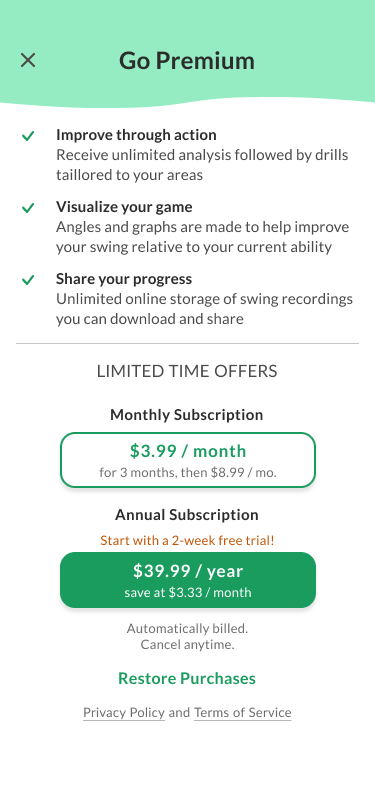 Go Premium
Improve through action
Receive unlimited analysis followed by drills
taillored to your areas
Visualize your game
Angles and graphs are made to help improve
your swing relative to your current ability
Share your progress
Unlimited online storage of swing recordings
you can download and share
LIMITED TIME OFFERS
Monthly Subscription
$3.99 / month
for 3 months, then $8.99 / mo.
Annual Subscription
Start with a 2-week free trial!
$39.99 / year
save at $3.33 / month
Automatically billed.
Cancel anytime.
Restore Purchases
Privacy Policy and Terms of Service